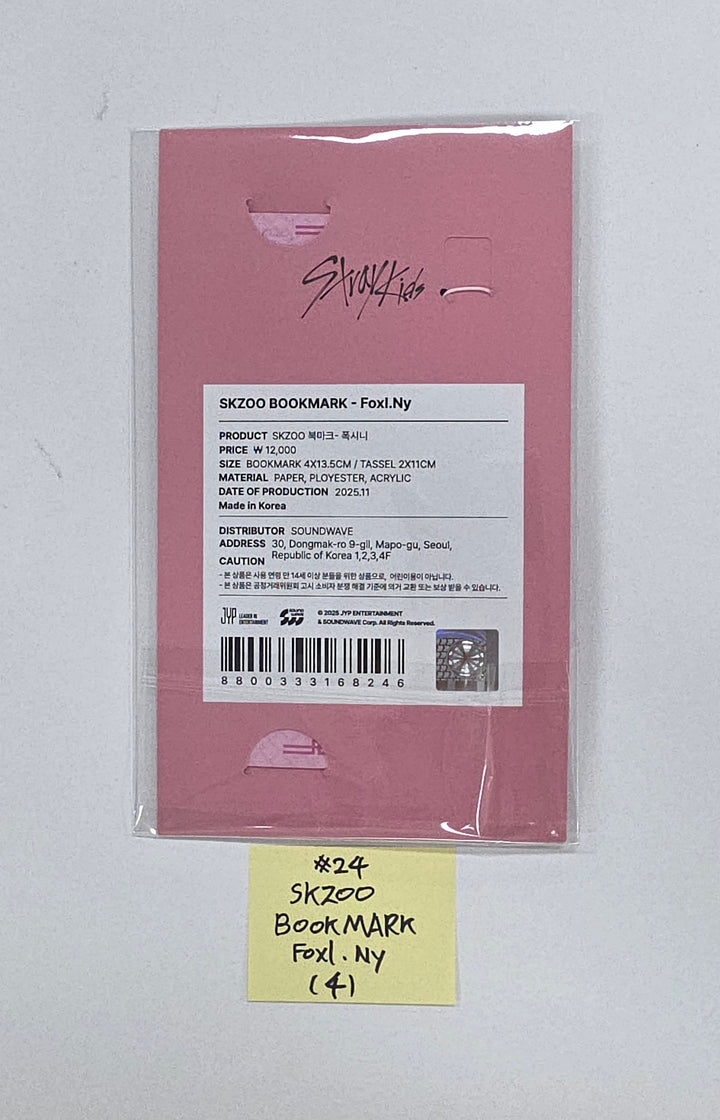 Stray Kids
SKZOO BOOKMARK - FoxI.Ny
PRODUCT SKZOO 북마크- 폭시니
PRICE ₩ 12,000
SIZE BOOKMARK 4X13.5CM / TASSEL 2X11CM
MATERIAL PAPER, PLOYESTER, ACRYLIC
DATE OF PRODUCTION 2025.11
Made in Korea
DISTRIBUTOR SOUNDWAVE
ADDRESS 30, Dongmak-ro 9-gil, Mapo-gu, Seoul,
Republic of Korea 1,2,3,4F
CAUTION
- 본 상품은 사용 연령 만 14세 이상 분들을 위한 상품으로, 어린이용이 아닙니다.
- 본 상품은 공정거래위원회 고시 소비자 분쟁 해결 기준에 의거 교환 또는 보상 받을 수 있습니다.
JYP LEADER IN
ENTERTAINMENT
SOUND
WAVE
© 2025 JYP ENTERTAINMENT
& SOUNDWAVE Corp. All Rights Reserved.
8800333168246
#24
SKZOO
BOOKMARK
FoxI.NY
(4)